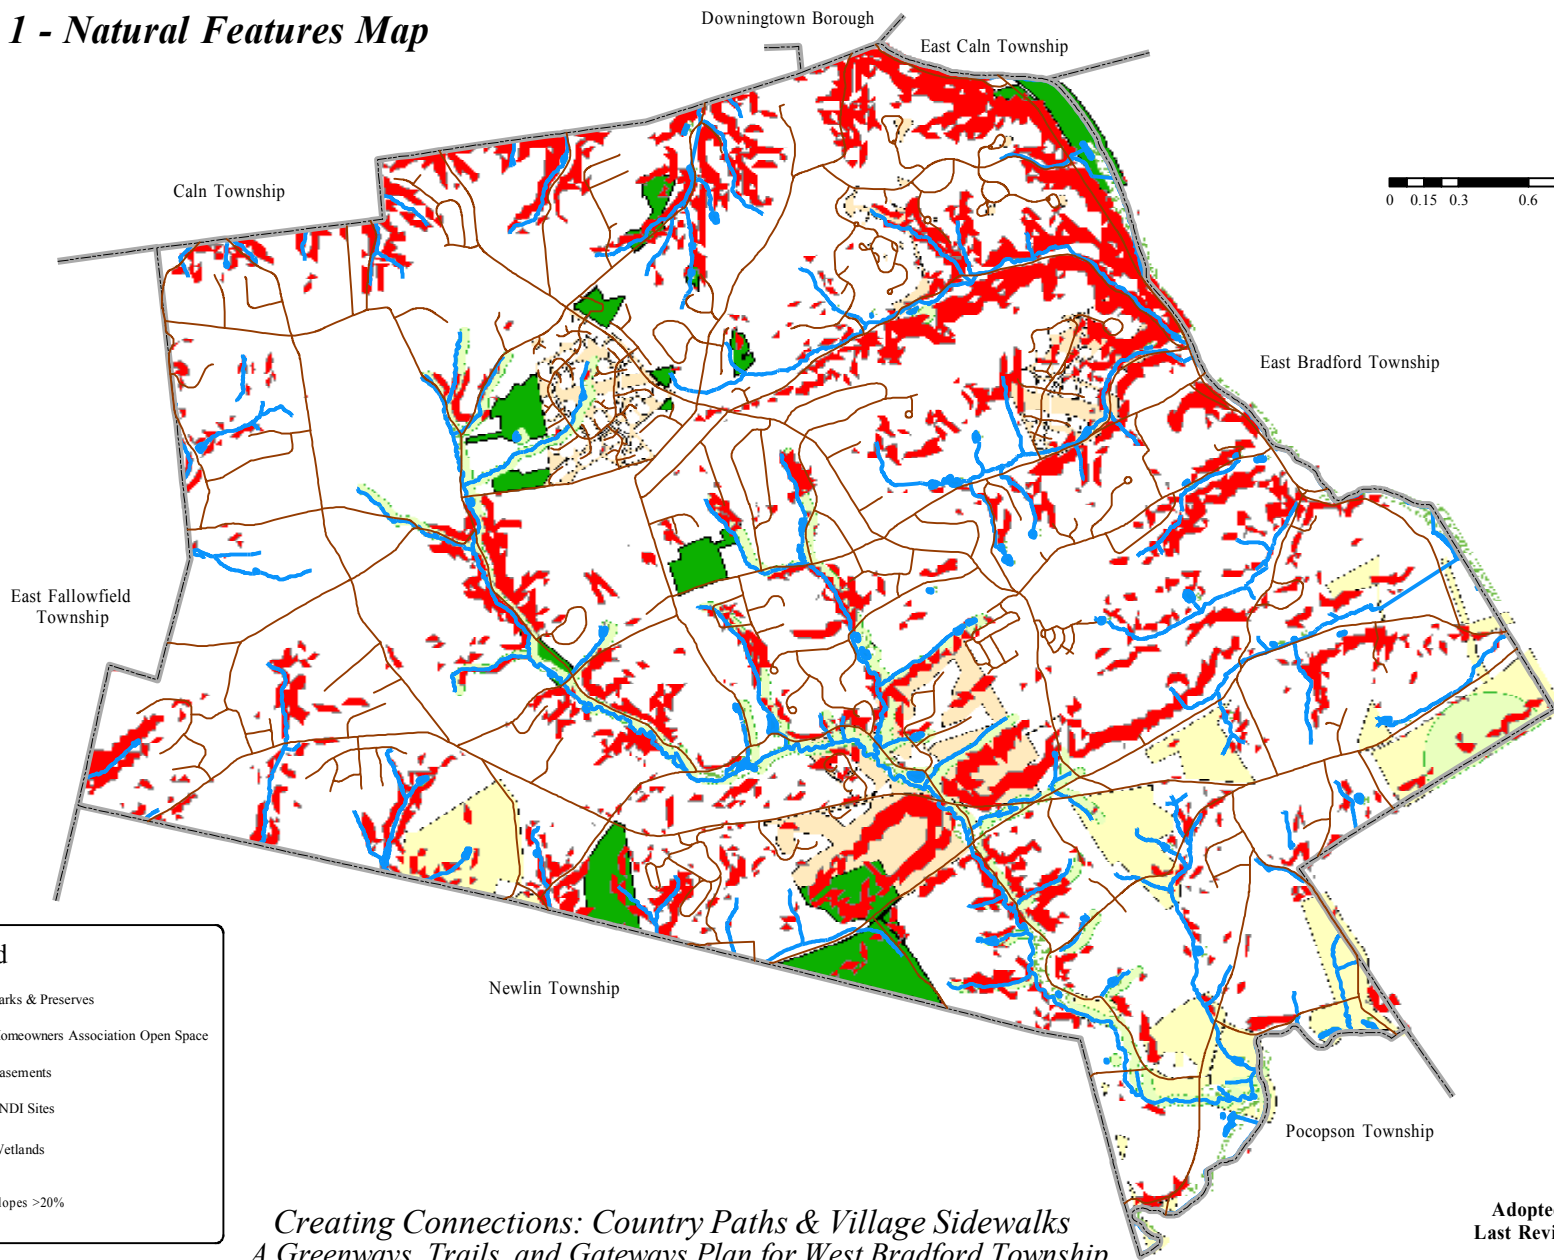 1 - Natural Features Map
Downingtown Borough
East Caln Township
Caln Township
0 0.15 0.3 0.6
East Bradford Township
East Fallowfield
Township
Newlin Township
Pocopson Township
d
arks & Preserves
omeowners Association Open Space
asements
NDI Sites
Wetlands
lopes >20%
Creating Connections: Country Paths & Village Sidewalks
A Greenways, Trails, and Gateways Plan for West Bradford Township
Adopte
Last Revi